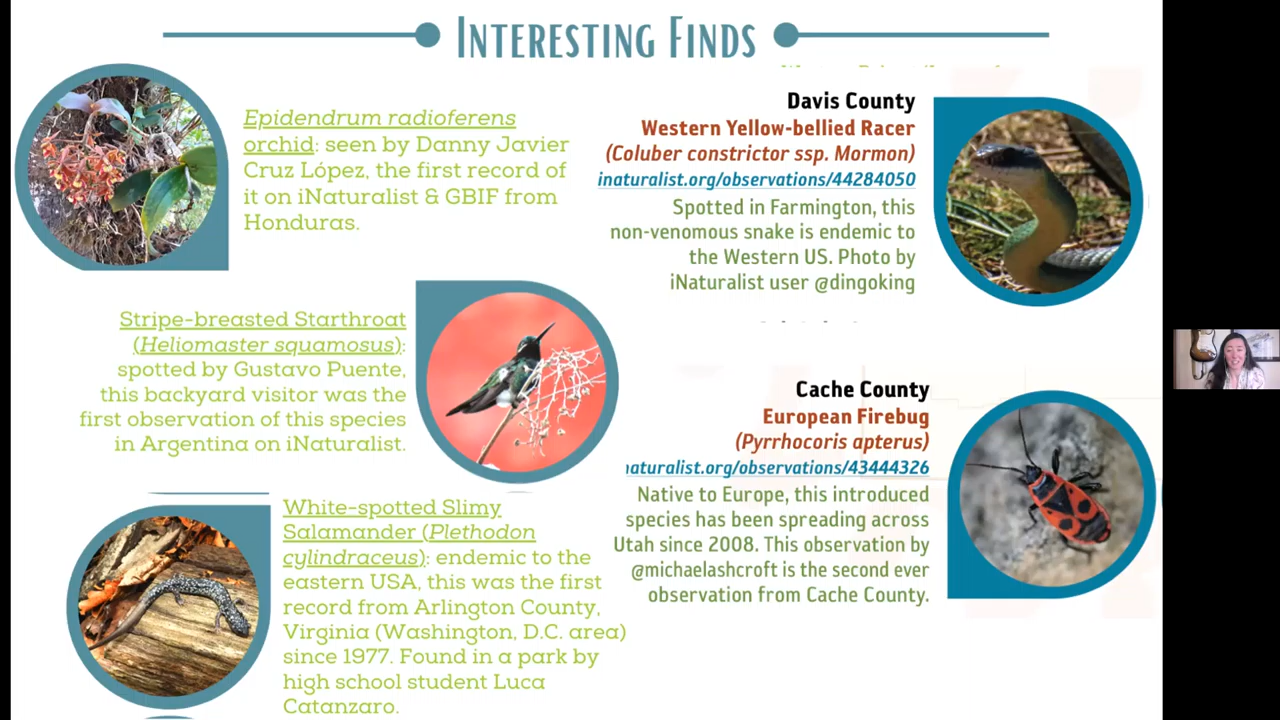 INTERESTING FINDS
Epidendrum radioferens
orchid: seen by Danny Javier
Cruz López, the first record of
it on iNaturalist & GBIF from
Honduras.
Stripe-breasted Starthroat
(Heliomaster squamosus):
spotted by Gustavo Puente,
this backyard visitor was the
first observation of this species
in Argentina on iNaturalist.
White-spotted Slimy
Salamander (Plethodon
cylindraceus): endemic to the
eastern USA, this was the first
record from Arlington County,
Virginia (Washington, D.C. area)
since 1977. Found in a park by
high school student Luca
Catanzaro.
Davis County
Western Yellow-bellied Racer
(Coluber constrictor ssp. Mormon)
inaturalist.org/observations/44284050
Spotted in Farmington, this
non-venomous snake is endemic to
the Western US. Photo by
iNaturalist user @dingoking
Cache County
European Firebug
(Pyrrhocoris apterus)
naturalist.org/observations/43444326
Native to Europe, this introduced
species has been spreading across
Utah since 2008. This observation by
@michaelashcroft is the second ever
observation from Cache County.